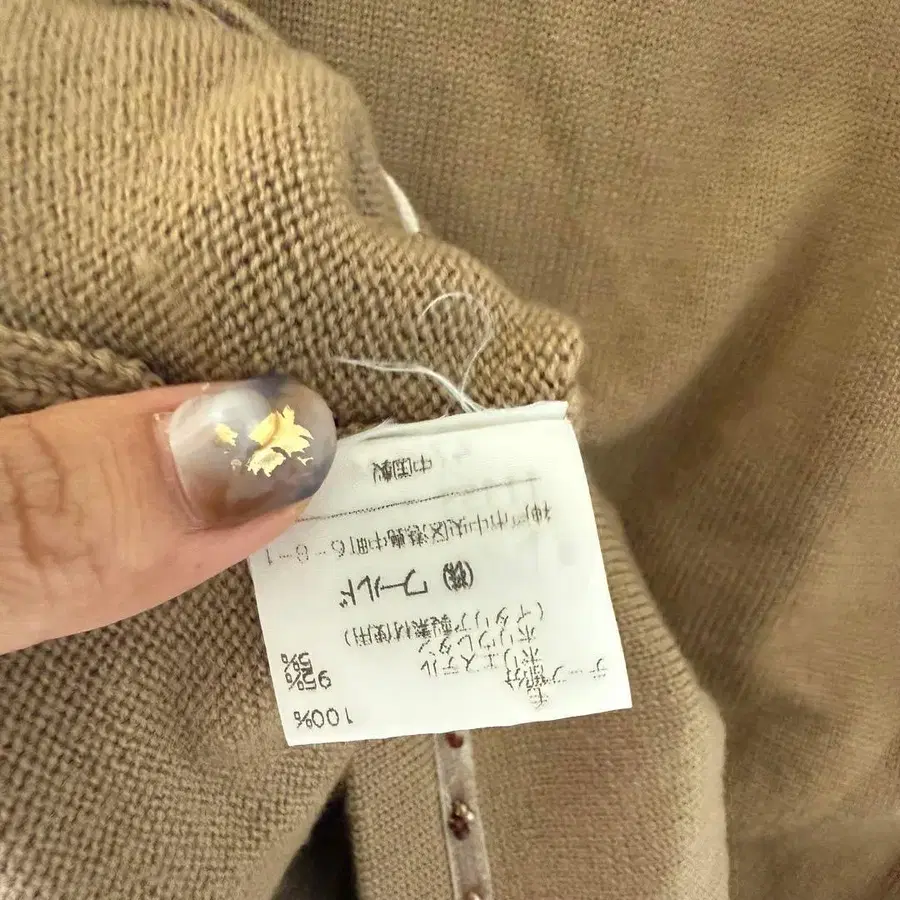 毛 100%
テープ部分
ポリエステル 95%
ポリウレタン 5%
(イタリア製素材使用)
(株) ワールド
神戸市中央区港島中町6-8-1
中国製